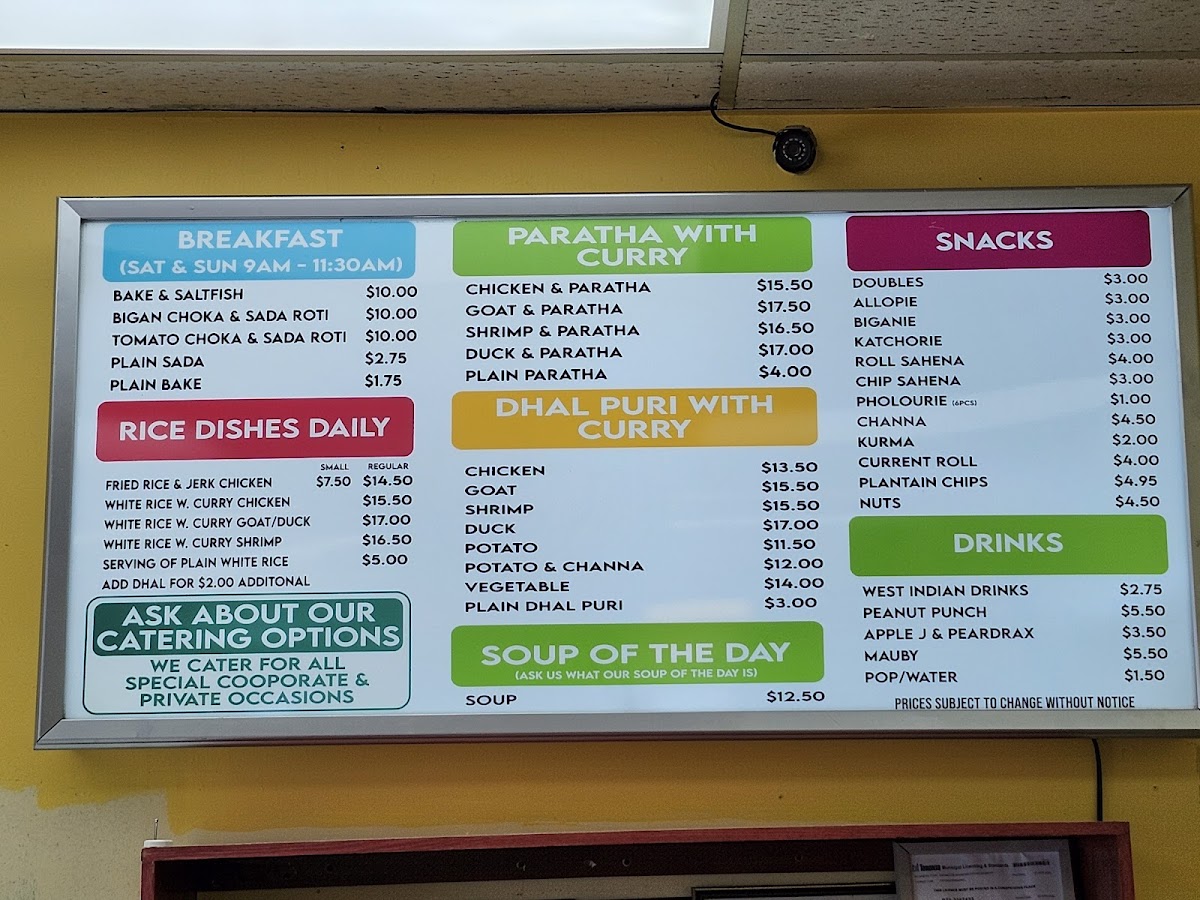 BREAKFAST
(SAT & SUN 9AM - 11:30AM)
BAKE & SALTFISH $10.00
BIGAN CHOKA & SADA ROTI $10.00
TOMATO CHOKA & SADA ROTI $10.00
PLAIN SADA $2.75
PLAIN BAKE $1.75
RICE DISHES DAILY
SMALL REGULAR
FRIED RICE & JERK CHICKEN $7.50 $14.50
WHITE RICE W. CURRY CHICKEN $15.50
WHITE RICE W. CURRY GOAT/DUCK $17.00
WHITE RICE W. CURRY SHRIMP $16.50
SERVING OF PLAIN WHITE RICE $5.00
ADD DHAL FOR $2.00 ADDITONAL
ASK ABOUT OUR
CATERING OPTIONS
WE CATER FOR ALL
SPECIAL COOPORATE &
PRIVATE OCCASIONS
PARATHA WITH
CURRY
CHICKEN & PARATHA $15.50
GOAT & PARATHA $17.50
SHRIMP & PARATHA $16.50
DUCK & PARATHA $17.00
PLAIN PARATHA $4.00
DHAL PURI WITH
CURRY
CHICKEN $13.50
GOAT $15.50
SHRIMP $15.50
DUCK $17.00
POTATO $11.50
POTATO & CHANNA $12.00
VEGETABLE $14.00
PLAIN DHAL PURI $3.00
SOUP OF THE DAY
(ASK US WHAT OUR SOUP OF THE DAY IS)
SOUP $12.50
SNACKS
DOUBLES $3.00
ALLOPIE $3.00
BIGANIE $3.00
KATCHORIE $3.00
ROLL SAHENA $4.00
CHIP SAHENA $3.00
PHOLOURIE (6PCS) $1.00
CHANNA $4.50
KURMA $2.00
CURRENT ROLL $4.00
PLANTAIN CHIPS $4.95
NUTS $4.50
DRINKS
WEST INDIAN DRINKS $2.75
PEANUT PUNCH $5.50
APPLE J & PEARDRAX $3.50
MAUBY $5.50
POP/WATER $1.50
PRICES SUBJECT TO CHANGE WITHOUT NOTICE
Toronto Municipal Licensing & Standards